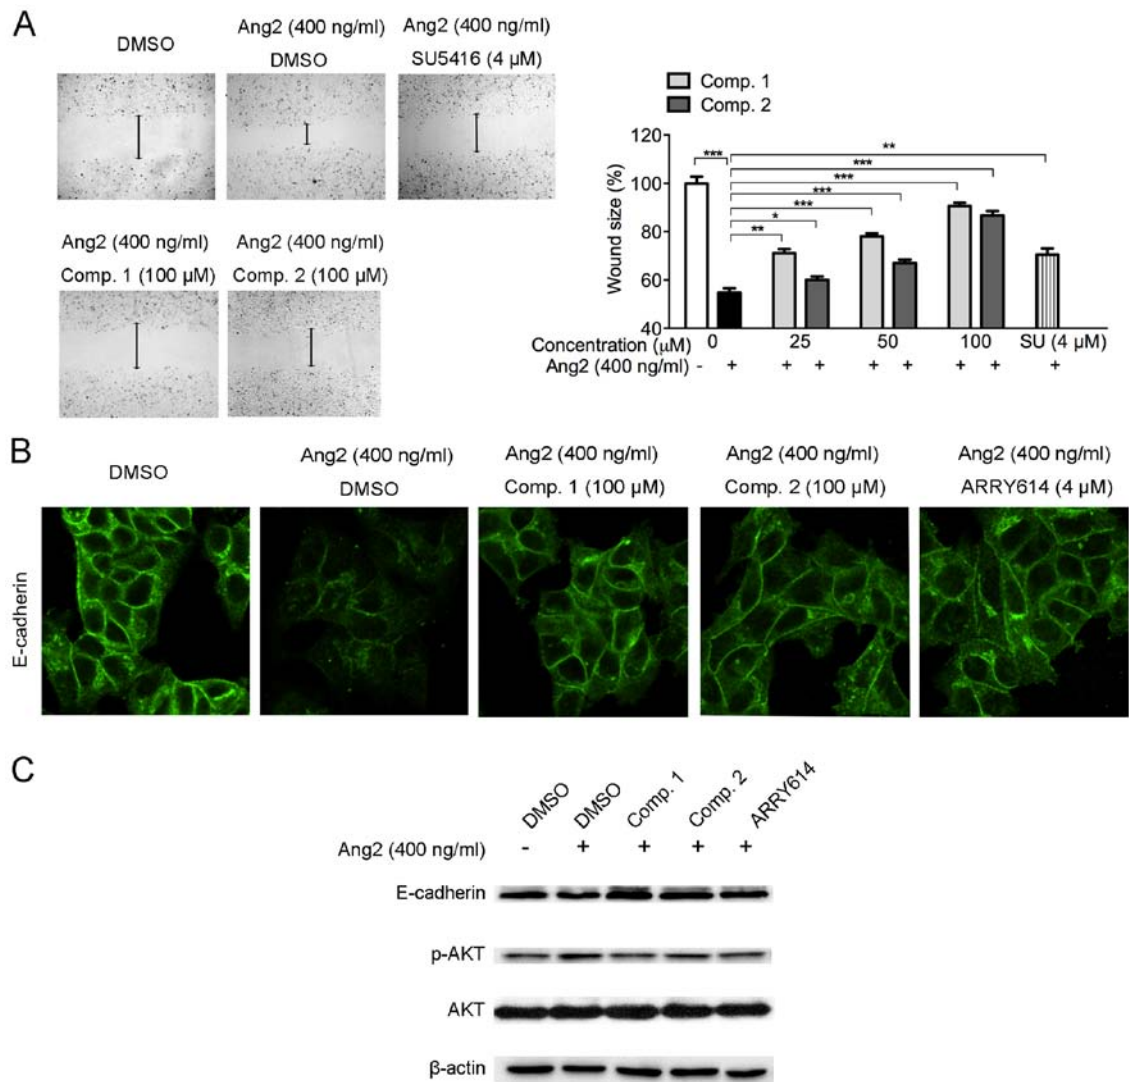 A
DMSO
Ang2 (400 ng/ml)
DMSO
Ang2 (400 ng/ml)
SU5416 (4 μM)
Ang2 (400 ng/ml)
Comp. 1 (100 μM)
Ang2 (400 ng/ml)
Comp. 2 (100 μM)
Comp. 1
Comp. 2
Wound size (%)
120
100
80
60
40
***
**
***
***
***
***
*
**
Concentration (μM) 0 25 50 100 SU (4 μM)
Ang2 (400 ng/ml) - + + + + + + + +
B
DMSO
Ang2 (400 ng/ml)
DMSO
Ang2 (400 ng/ml)
Comp. 1 (100 μM)
Ang2 (400 ng/ml)
Comp. 2 (100 μM)
Ang2 (400 ng/ml)
ARRY614 (4 μM)
E-cadherin
C
DMSO DMSO Comp. 1 Comp. 2 ARRY614
Ang2 (400 ng/ml) - + + + +
E-cadherin
p-AKT
AKT
β-actin